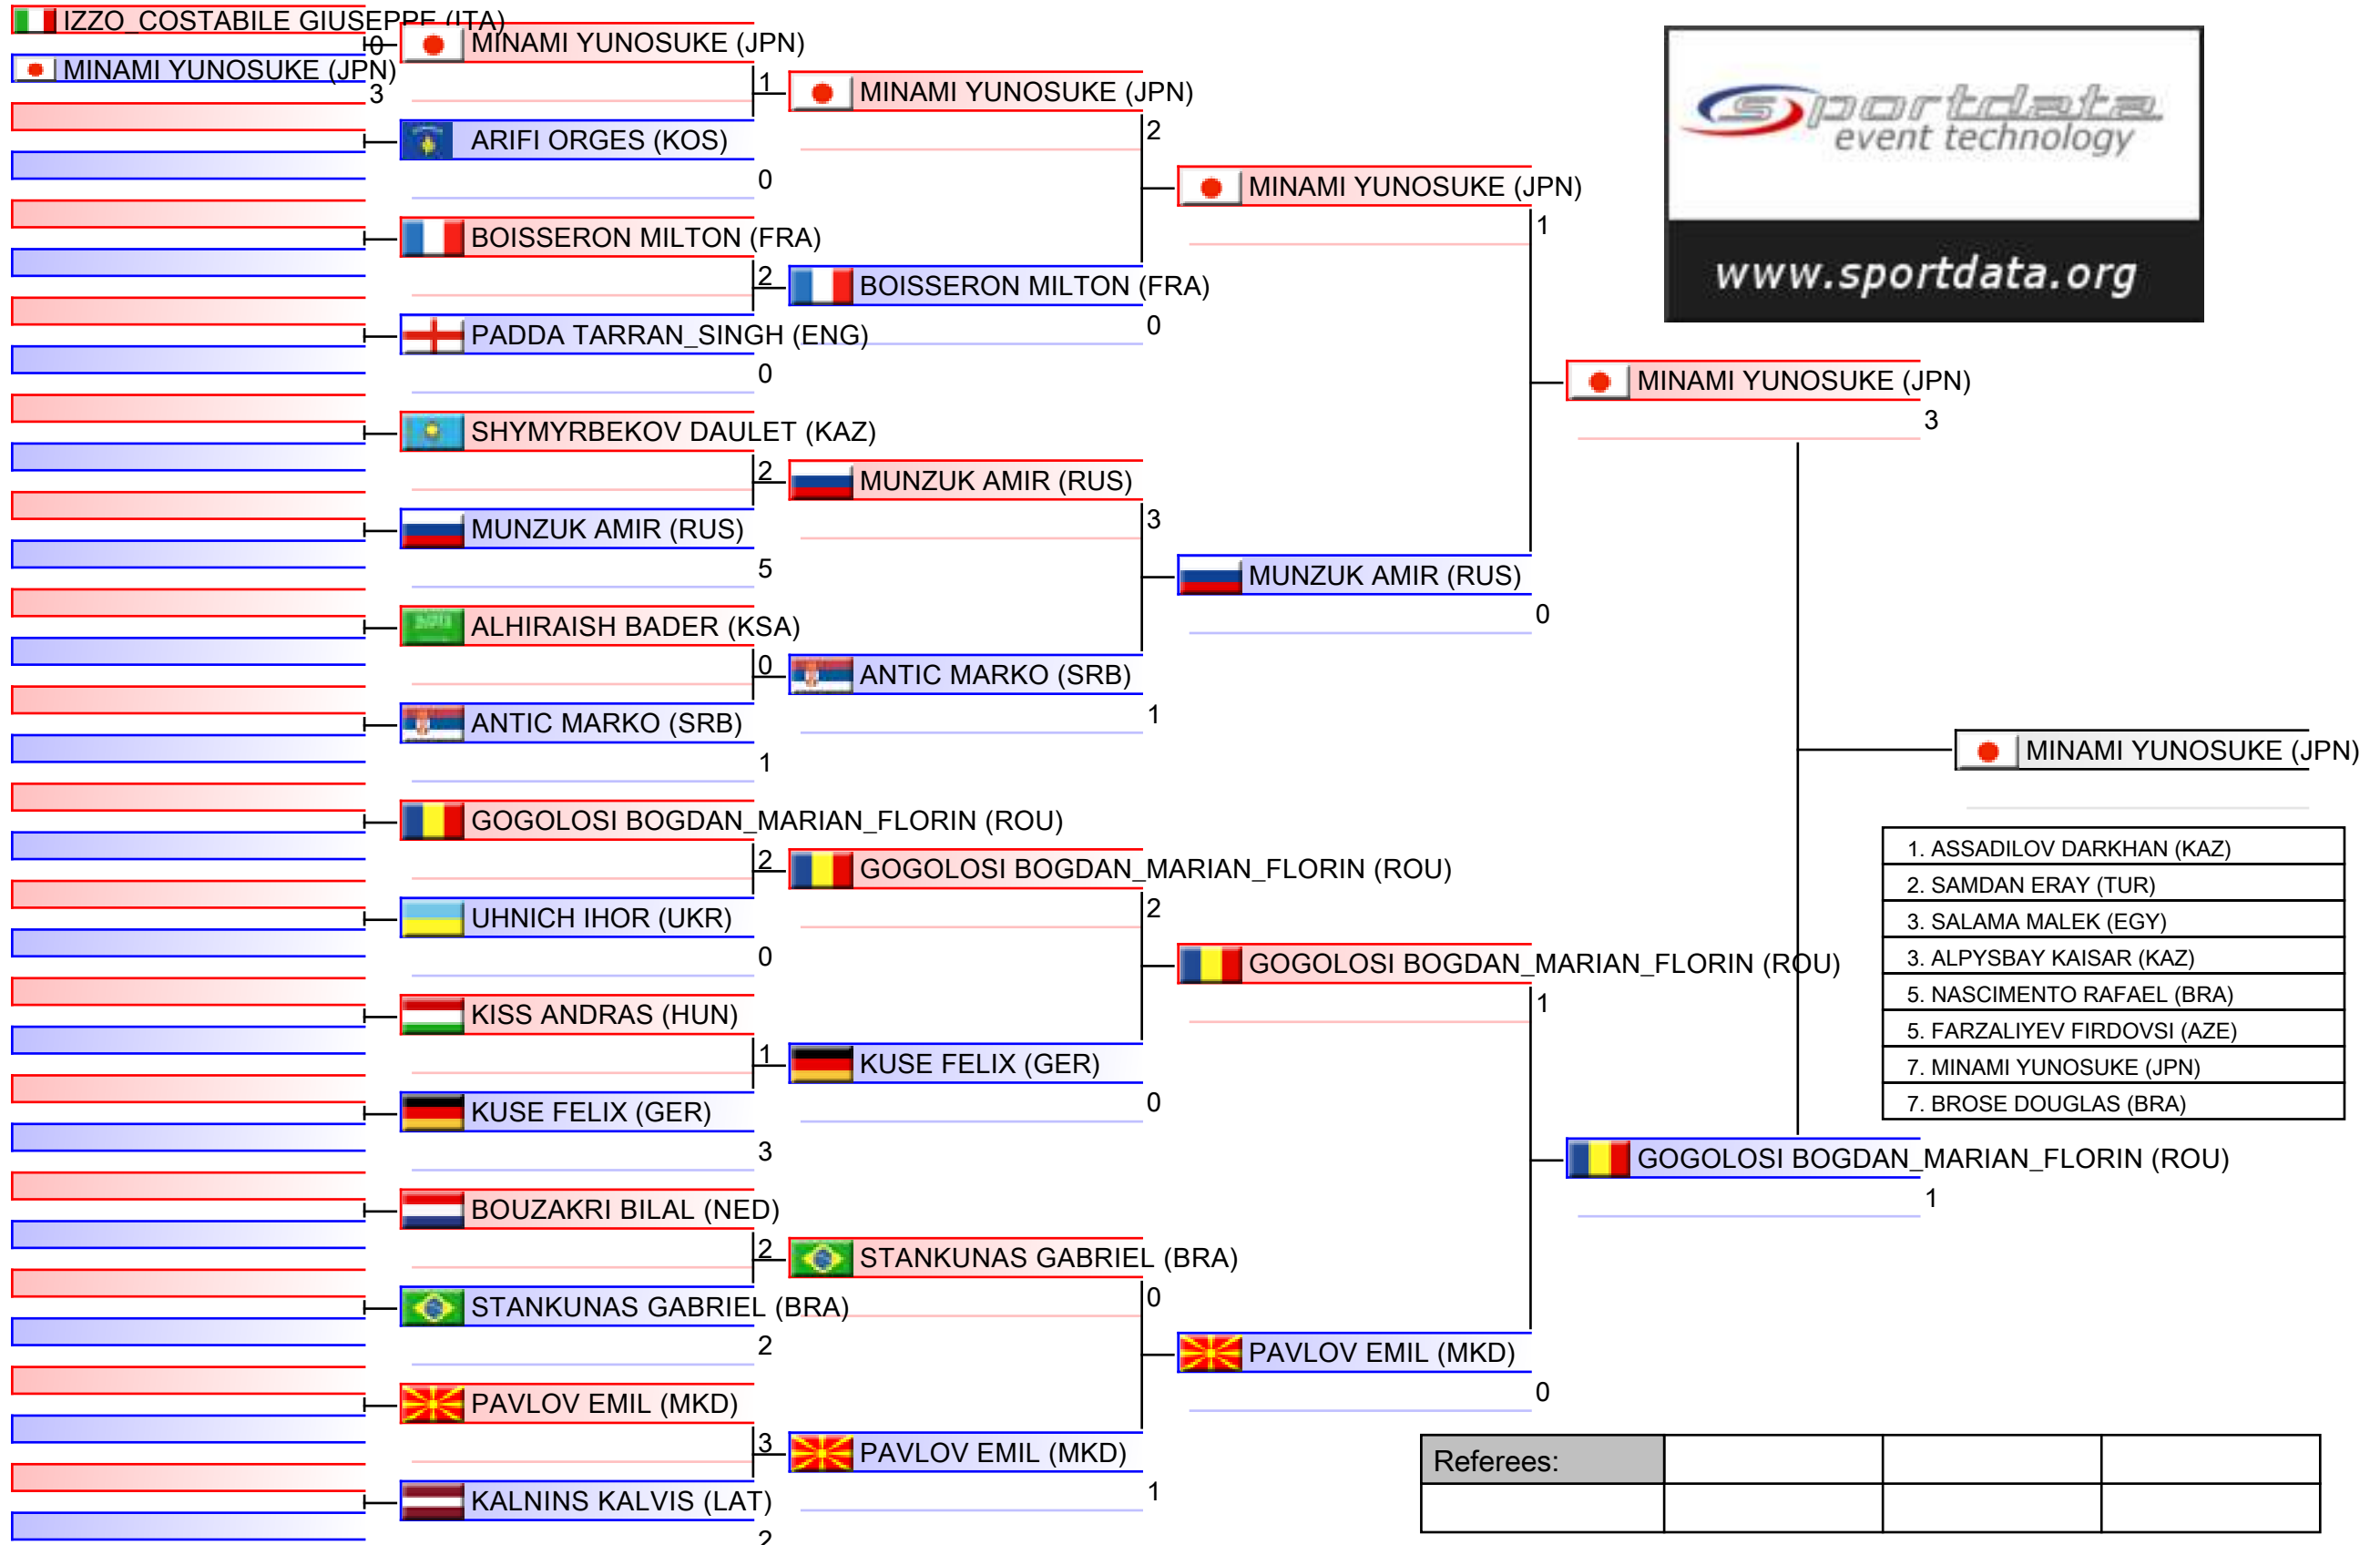 IZZO_COSTABILE GIUSEPPE (ITA)
0
MINAMI YUNOSUKE (JPN)
3
MINAMI YUNOSUKE (JPN)
1
ARIFI ORGES (KOS)
0
BOISSERON MILTON (FRA)
2
PADDA TARRAN_SINGH (ENG)
0
SHYMYRBEKOV DAULET (KAZ)
2
MUNZUK AMIR (RUS)
5
ALHIRAISH BADER (KSA)
0
ANTIC MARKO (SRB)
1
GOGOLOSI BOGDAN_MARIAN_FLORIN (ROU)
2
UHNICH IHOR (UKR)
0
KISS ANDRAS (HUN)
1
KUSE FELIX (GER)
3
BOUZAKRI BILAL (NED)
2
STANKUNAS GABRIEL (BRA)
2
PAVLOV EMIL (MKD)
3
KALNINS KALVIS (LAT)
2
MINAMI YUNOSUKE (JPN)
2
BOISSERON MILTON (FRA)
0
MUNZUK AMIR (RUS)
3
ANTIC MARKO (SRB)
1
GOGOLOSI BOGDAN_MARIAN_FLORIN (ROU)
2
KUSE FELIX (GER)
0
STANKUNAS GABRIEL (BRA)
0
PAVLOV EMIL (MKD)
1
MINAMI YUNOSUKE (JPN)
1
MUNZUK AMIR (RUS)
0
GOGOLOSI BOGDAN_MARIAN_FLORIN (ROU)
1
PAVLOV EMIL (MKD)
0
MINAMI YUNOSUKE (JPN)
3
GOGOLOSI BOGDAN_MARIAN_FLORIN (ROU)
1
MINAMI YUNOSUKE (JPN)
sportdata
event technology
www.sportdata.org
1. ASSADILOV DARKHAN (KAZ)
2. SAMDAN ERAY (TUR)
3. SALAMA MALEK (EGY)
3. ALPYSBAY KAISAR (KAZ)
5. NASCIMENTO RAFAEL (BRA)
5. FARZALIYEV FIRDOVSI (AZE)
7. MINAMI YUNOSUKE (JPN)
7. BROSE DOUGLAS (BRA)
Referees: